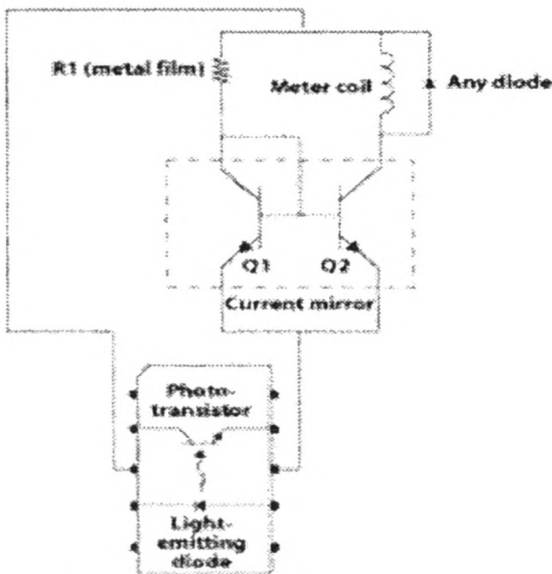 R1 (metal film)
Meter coil
Any diode
Q1
Q2
Current mirror
Photo-
transistor
Light-
emitting
diode